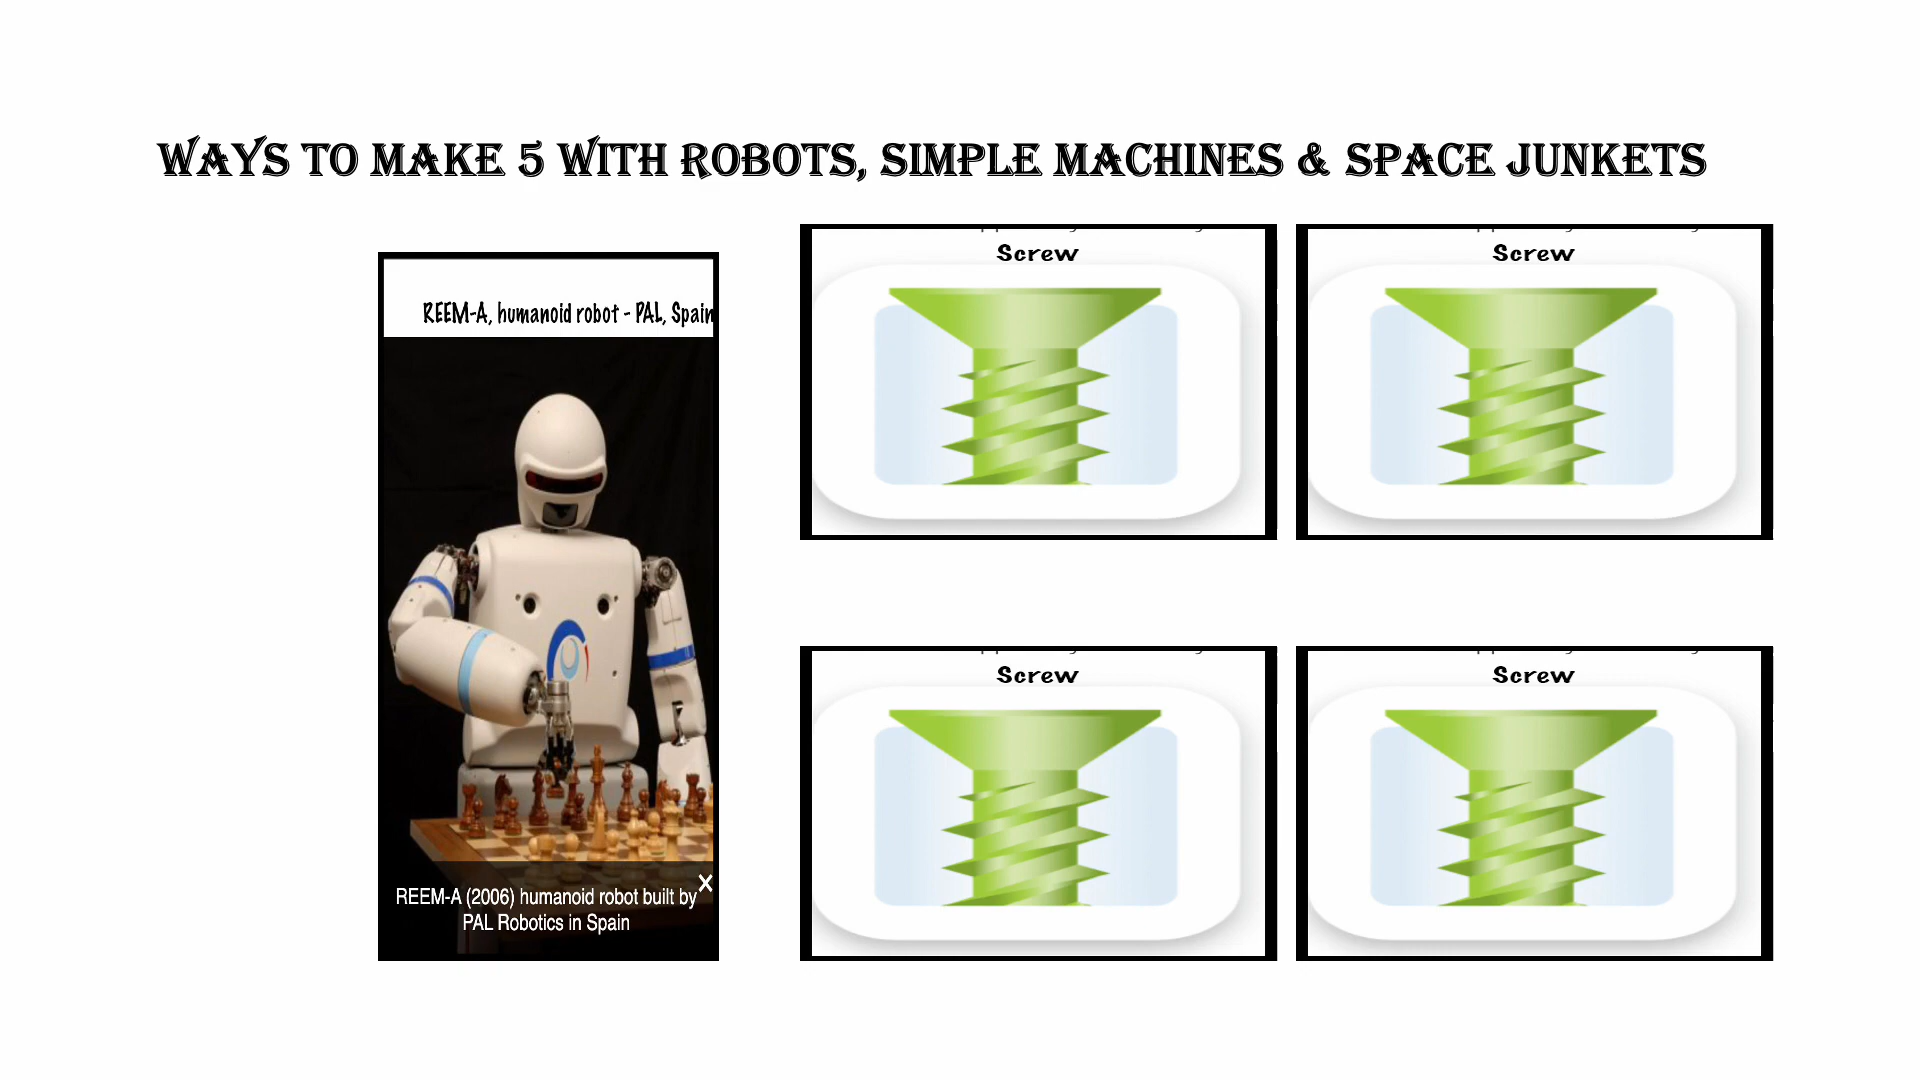 WAYS TO MAKE 5 WITH ROBOTS, SIMPLE MACHINES & SPACE JUNKETS
REEM-A, humanoid robot - PAL, Spain
REEM-A (2006) humanoid robot built by
PAL Robotics in Spain
Screw
Screw
Screw
Screw